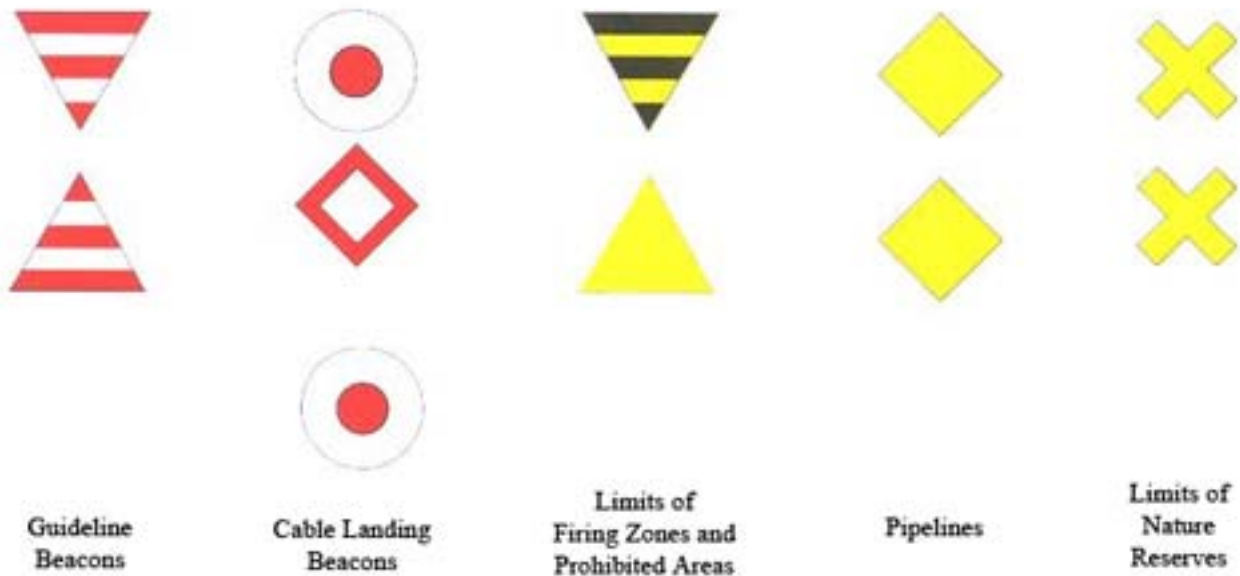 Guideline
Beacons
Cable Landing
Beacons
Limits of
Firing Zones and
Prohibited Areas
Pipelines
Limits of
Nature
Reserves